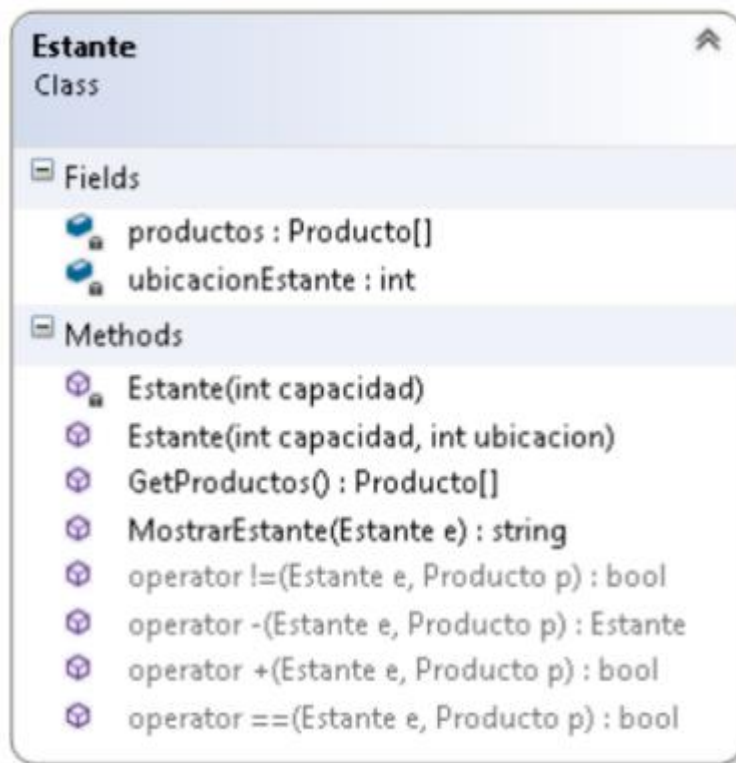 Estante
Class
Fields
productos : Producto[]
ubicacionEstante : int
Methods
Estante(int capacidad)
Estante(int capacidad, int ubicacion)
GetProductos() : Producto[]
MostrarEstante(Estante e) : string
operator !=(Estante e, Producto p) : bool
operator -(Estante e, Producto p) : Estante
operator +(Estante e, Producto p) : bool
operator ==(Estante e, Producto p) : bool